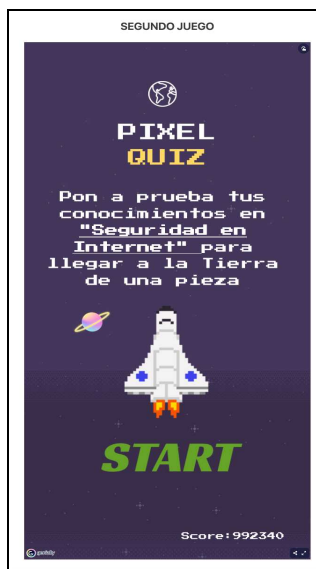 SEGUNDO JUEGO
PIXEL
QUIZ
Pon a prueba tus
conocimientos en
"Seguridad en
Internet" para
llegar a la Tierra
de una pieza
START
Score:992340
genially